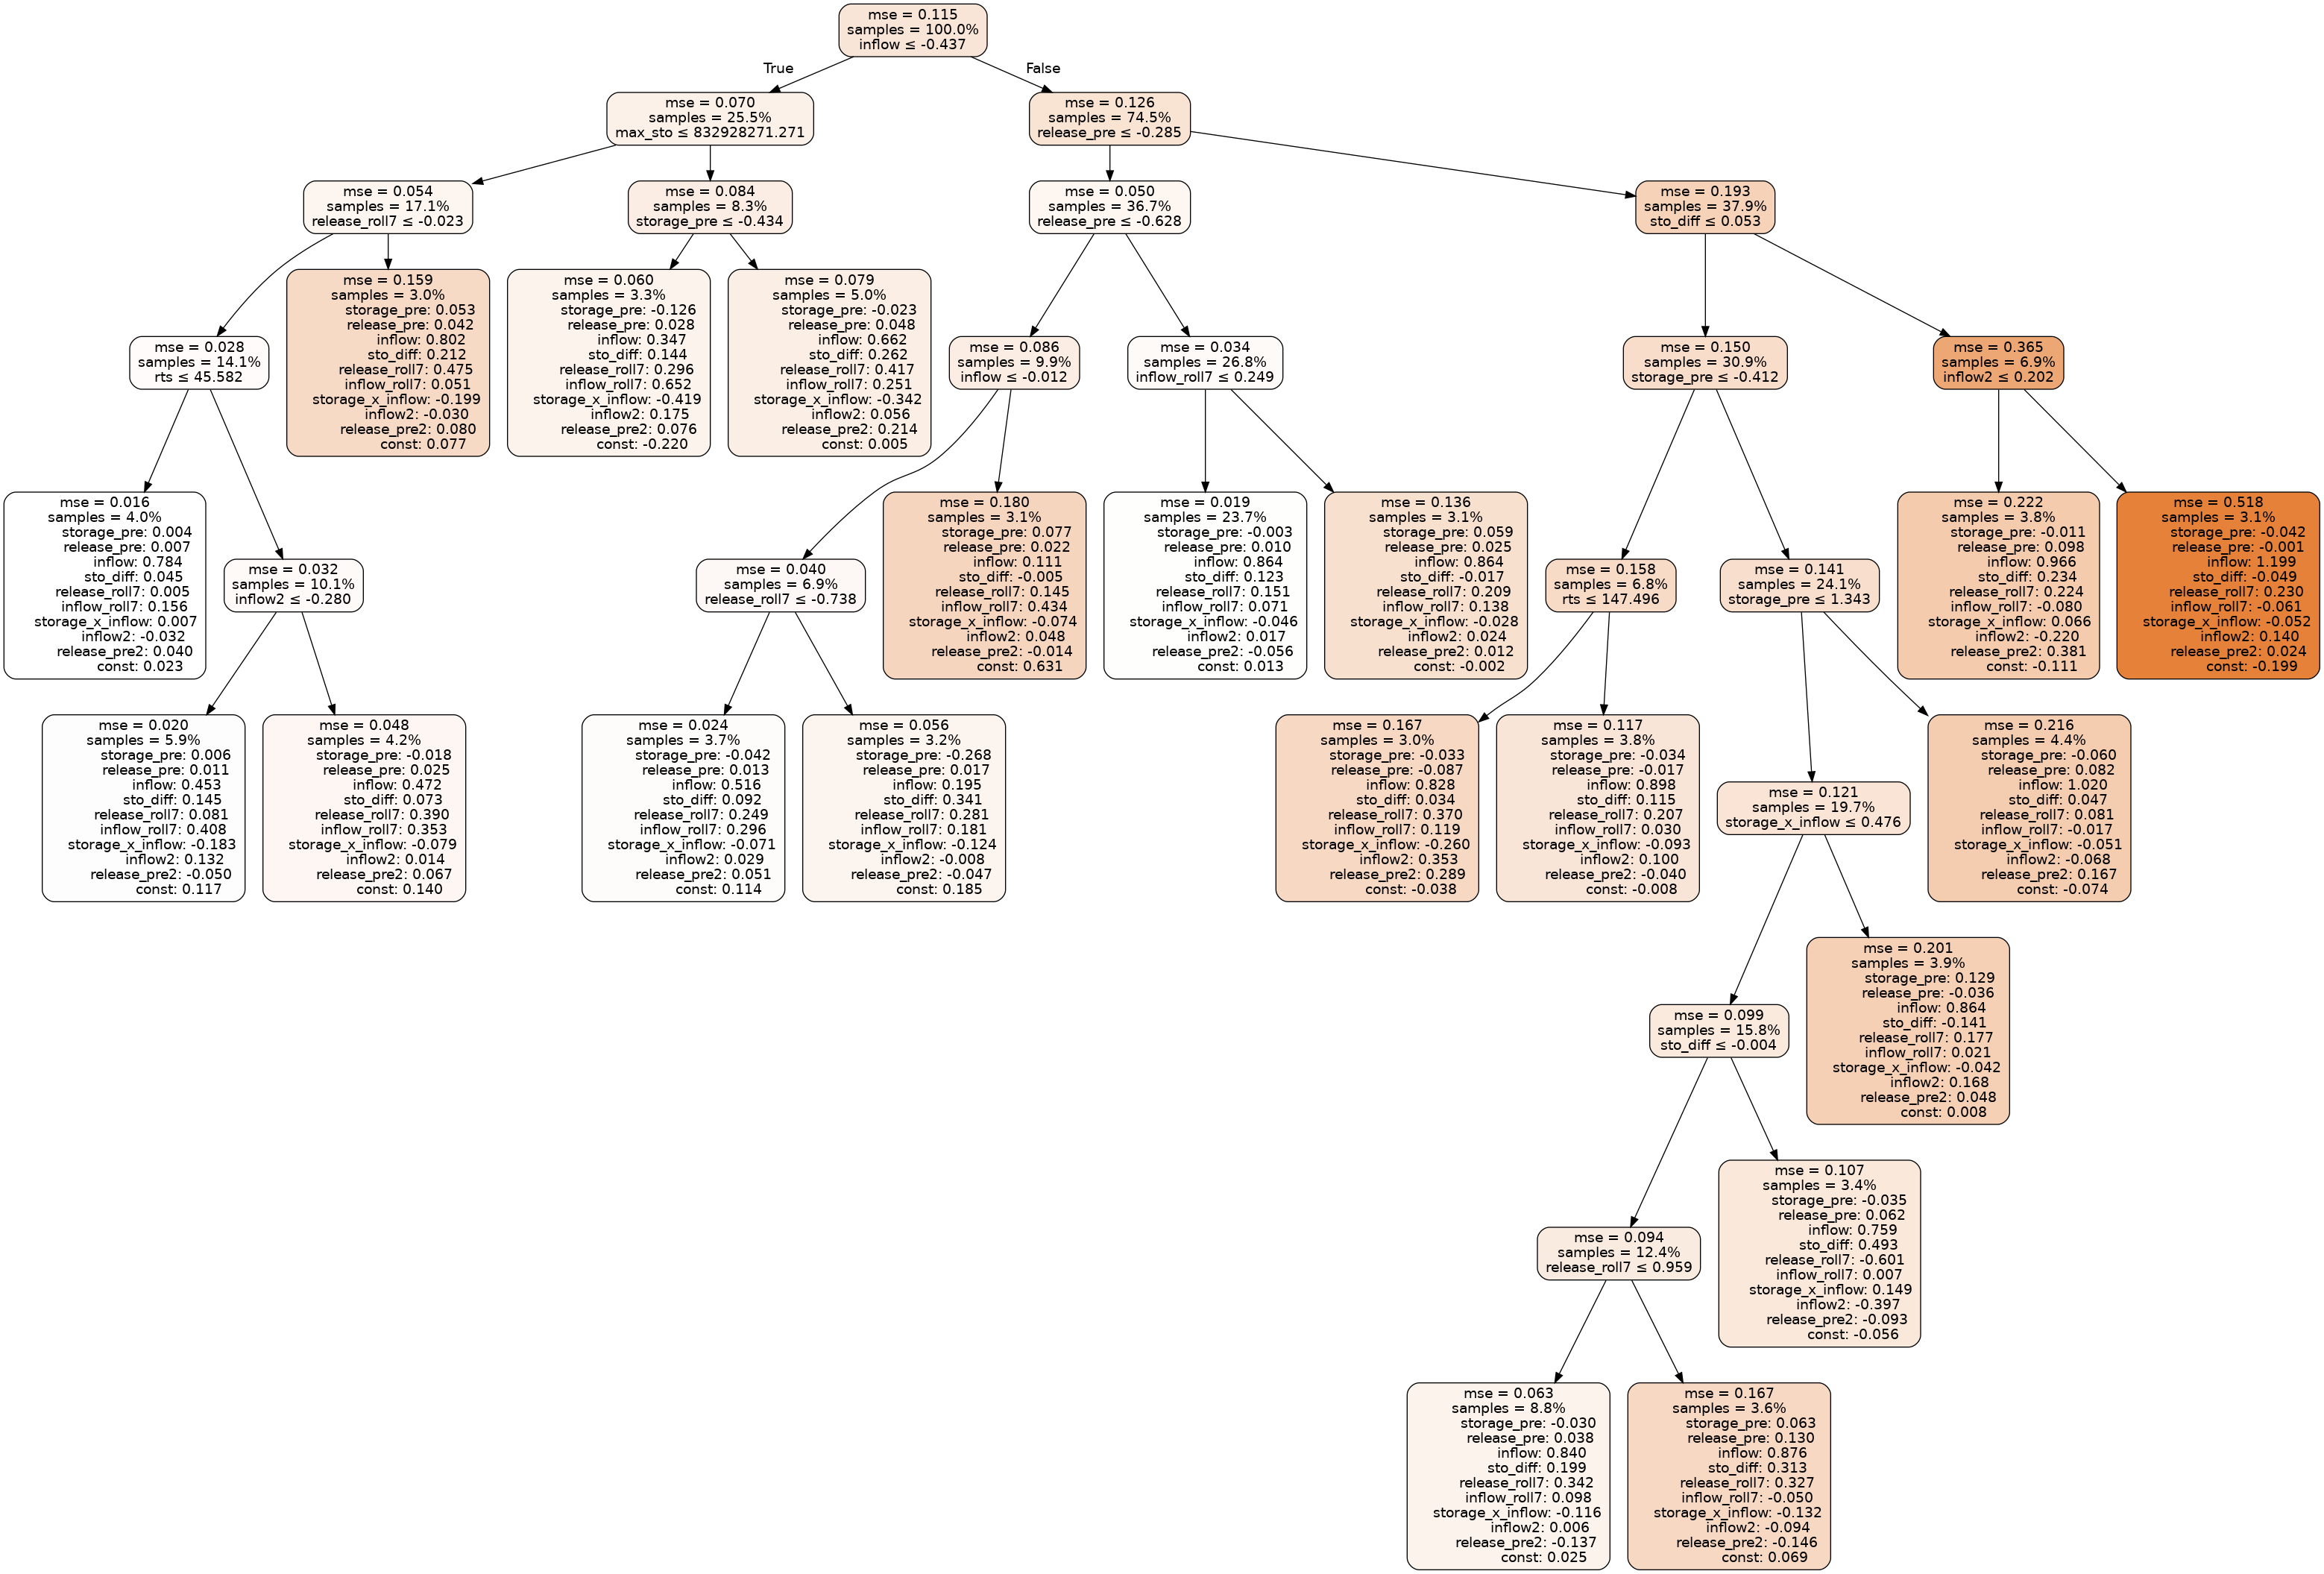 mse = 0.115
samples = 100.0%
inflow ≤ -0.437
True
False
mse = 0.070
samples = 25.5%
max_sto ≤ 832928271.271
mse = 0.126
samples = 74.5%
release_pre ≤ -0.285
mse = 0.054
samples = 17.1%
release_roll7 ≤ -0.023
mse = 0.084
samples = 8.3%
storage_pre ≤ -0.434
mse = 0.050
samples = 36.7%
release_pre ≤ -0.628
mse = 0.193
samples = 37.9%
sto_diff ≤ 0.053
mse = 0.028
samples = 14.1%
rts ≤ 45.582
mse = 0.159
samples = 3.0%
storage_pre: 0.053
release_pre: 0.042
inflow: 0.802
sto_diff: 0.212
release_roll7: 0.475
inflow_roll7: 0.051
storage_x_inflow: -0.199
inflow2: -0.030
release_pre2: 0.080
const: 0.077
mse = 0.060
samples = 3.3%
storage_pre: -0.126
release_pre: 0.028
inflow: 0.347
sto_diff: 0.144
release_roll7: 0.296
inflow_roll7: 0.652
storage_x_inflow: -0.419
inflow2: 0.175
release_pre2: 0.076
const: -0.220
mse = 0.079
samples = 5.0%
storage_pre: -0.023
release_pre: 0.048
inflow: 0.662
sto_diff: 0.262
release_roll7: 0.417
inflow_roll7: 0.251
storage_x_inflow: -0.342
inflow2: 0.056
release_pre2: 0.214
const: 0.005
mse = 0.086
samples = 9.9%
inflow ≤ -0.012
mse = 0.034
samples = 26.8%
inflow_roll7 ≤ 0.249
mse = 0.150
samples = 30.9%
storage_pre ≤ -0.412
mse = 0.365
samples = 6.9%
inflow2 ≤ 0.202
mse = 0.016
samples = 4.0%
storage_pre: 0.004
release_pre: 0.007
inflow: 0.784
sto_diff: 0.045
release_roll7: 0.005
inflow_roll7: 0.156
storage_x_inflow: 0.007
inflow2: -0.032
release_pre2: 0.040
const: 0.023
mse = 0.032
samples = 10.1%
inflow2 ≤ -0.280
mse = 0.040
samples = 6.9%
release_roll7 ≤ -0.738
mse = 0.180
samples = 3.1%
storage_pre: 0.077
release_pre: 0.022
inflow: 0.111
sto_diff: -0.005
release_roll7: 0.145
inflow_roll7: 0.434
storage_x_inflow: -0.074
inflow2: 0.048
release_pre2: -0.014
const: 0.631
mse = 0.019
samples = 23.7%
storage_pre: -0.003
release_pre: 0.010
inflow: 0.864
sto_diff: 0.123
release_roll7: 0.151
inflow_roll7: 0.071
storage_x_inflow: -0.046
inflow2: 0.017
release_pre2: -0.056
const: 0.013
mse = 0.136
samples = 3.1%
storage_pre: 0.059
release_pre: 0.025
inflow: 0.864
sto_diff: -0.017
release_roll7: 0.209
inflow_roll7: 0.138
storage_x_inflow: -0.028
inflow2: 0.024
release_pre2: 0.012
const: -0.002
mse = 0.158
samples = 6.8%
rts ≤ 147.496
mse = 0.141
samples = 24.1%
storage_pre ≤ 1.343
mse = 0.222
samples = 3.8%
storage_pre: -0.011
release_pre: 0.098
inflow: 0.966
sto_diff: 0.234
release_roll7: 0.224
inflow_roll7: -0.080
storage_x_inflow: 0.066
inflow2: -0.220
release_pre2: 0.381
const: -0.111
mse = 0.518
samples = 3.1%
storage_pre: -0.042
release_pre: -0.001
inflow: 1.199
sto_diff: -0.049
release_roll7: 0.230
inflow_roll7: -0.061
storage_x_inflow: -0.052
inflow2: 0.140
release_pre2: 0.024
const: -0.199
mse = 0.020
samples = 5.9%
storage_pre: 0.006
release_pre: 0.011
inflow: 0.453
sto_diff: 0.145
release_roll7: 0.081
inflow_roll7: 0.408
storage_x_inflow: -0.183
inflow2: 0.132
release_pre2: -0.050
const: 0.117
mse = 0.048
samples = 4.2%
storage_pre: -0.018
release_pre: 0.025
inflow: 0.472
sto_diff: 0.073
release_roll7: 0.390
inflow_roll7: 0.353
storage_x_inflow: -0.079
inflow2: 0.014
release_pre2: 0.067
const: 0.140
mse = 0.024
samples = 3.7%
storage_pre: -0.042
release_pre: 0.013
inflow: 0.516
sto_diff: 0.092
release_roll7: 0.249
inflow_roll7: 0.296
storage_x_inflow: -0.071
inflow2: 0.029
release_pre2: 0.051
const: 0.114
mse = 0.056
samples = 3.2%
storage_pre: -0.268
release_pre: 0.017
inflow: 0.195
sto_diff: 0.341
release_roll7: 0.281
inflow_roll7: 0.181
storage_x_inflow: -0.124
inflow2: -0.008
release_pre2: -0.047
const: 0.185
mse = 0.167
samples = 3.0%
storage_pre: -0.033
release_pre: -0.087
inflow: 0.828
sto_diff: 0.034
release_roll7: 0.370
inflow_roll7: 0.119
storage_x_inflow: -0.260
inflow2: 0.353
release_pre2: 0.289
const: -0.038
mse = 0.117
samples = 3.8%
storage_pre: -0.034
release_pre: -0.017
inflow: 0.898
sto_diff: 0.115
release_roll7: 0.207
inflow_roll7: 0.030
storage_x_inflow: -0.093
inflow2: 0.100
release_pre2: -0.040
const: -0.008
mse = 0.121
samples = 19.7%
storage_x_inflow ≤ 0.476
mse = 0.216
samples = 4.4%
storage_pre: -0.060
release_pre: 0.082
inflow: 1.020
sto_diff: 0.047
release_roll7: 0.081
inflow_roll7: -0.017
storage_x_inflow: -0.051
inflow2: -0.068
release_pre2: 0.167
const: -0.074
mse = 0.099
samples = 15.8%
sto_diff ≤ -0.004
mse = 0.201
samples = 3.9%
storage_pre: 0.129
release_pre: -0.036
inflow: 0.864
sto_diff: -0.141
release_roll7: 0.177
inflow_roll7: 0.021
storage_x_inflow: -0.042
inflow2: 0.168
release_pre2: 0.048
const: 0.008
mse = 0.094
samples = 12.4%
release_roll7 ≤ 0.959
mse = 0.107
samples = 3.4%
storage_pre: -0.035
release_pre: 0.062
inflow: 0.759
sto_diff: 0.493
release_roll7: -0.601
inflow_roll7: 0.007
storage_x_inflow: 0.149
inflow2: -0.397
release_pre2: -0.093
const: -0.056
mse = 0.063
samples = 8.8%
storage_pre: -0.030
release_pre: 0.038
inflow: 0.840
sto_diff: 0.199
release_roll7: 0.342
inflow_roll7: 0.098
storage_x_inflow: -0.116
inflow2: 0.006
release_pre2: -0.137
const: 0.025
mse = 0.167
samples = 3.6%
storage_pre: 0.063
release_pre: 0.130
inflow: 0.876
sto_diff: 0.313
release_roll7: 0.327
inflow_roll7: -0.050
storage_x_inflow: -0.132
inflow2: -0.094
release_pre2: -0.146
const: 0.069